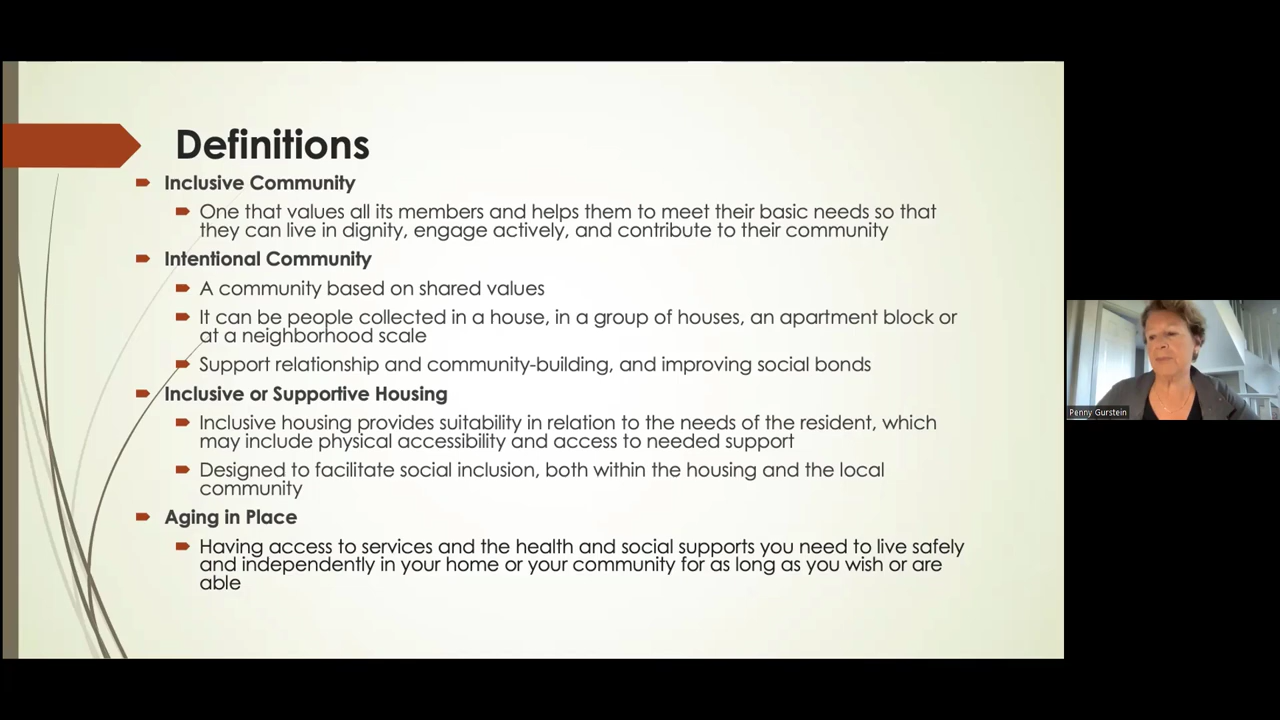 Definitions
Inclusive Community
One that values all its members and helps them to meet their basic needs so that
they can live in dignity, engage actively, and contribute to their community
Intentional Community
A community based on shared values
It can be people collected in a house, in a group of houses, an apartment block or
at a neighborhood scale
Support relationship and community-building, and improving social bonds
Inclusive or Supportive Housing
Inclusive housing provides suitability in relation to the needs of the resident, which
may include physical accessibility and access to needed support
Designed to facilitate social inclusion, both within the housing and the local
community
Aging in Place
Having access to services and the health and social supports you need to live safely
and independently in your home or your community for as long as you wish or are
able
Penny Gurstein